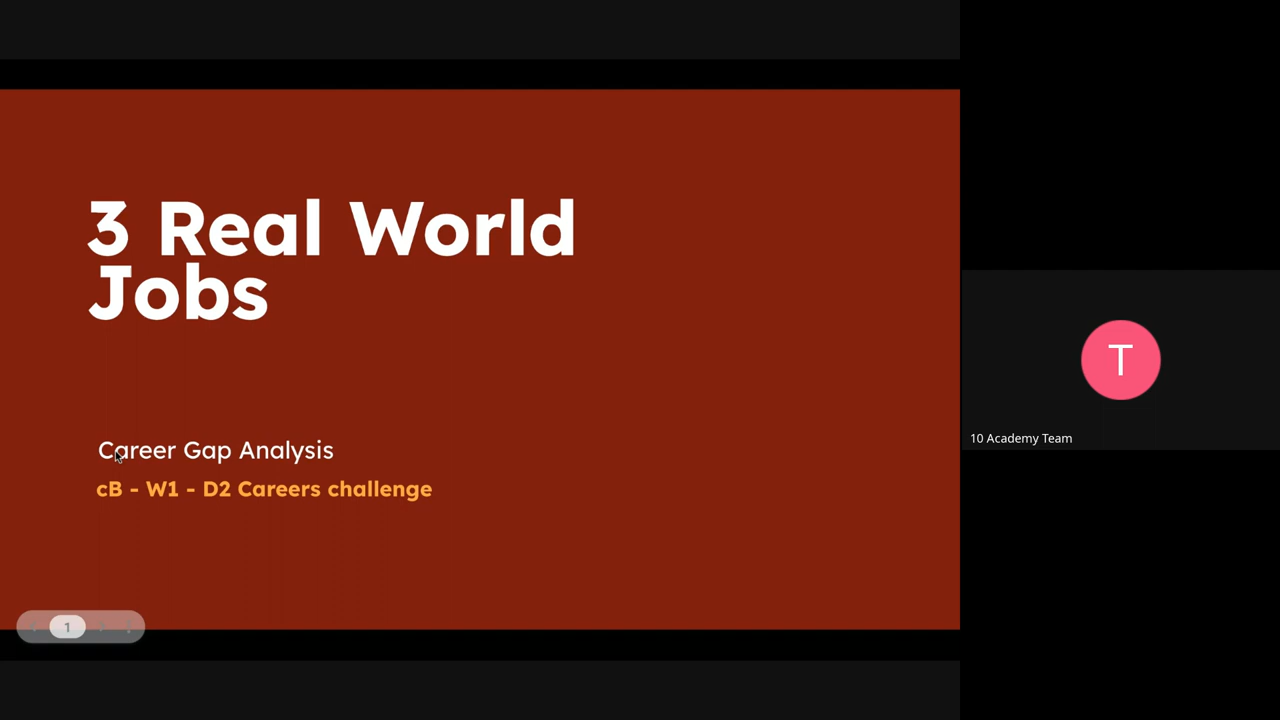 3 Real World
Jobs
Career Gap Analysis
cB - W1 - D2 Careers challenge
1
T
10 Academy Team